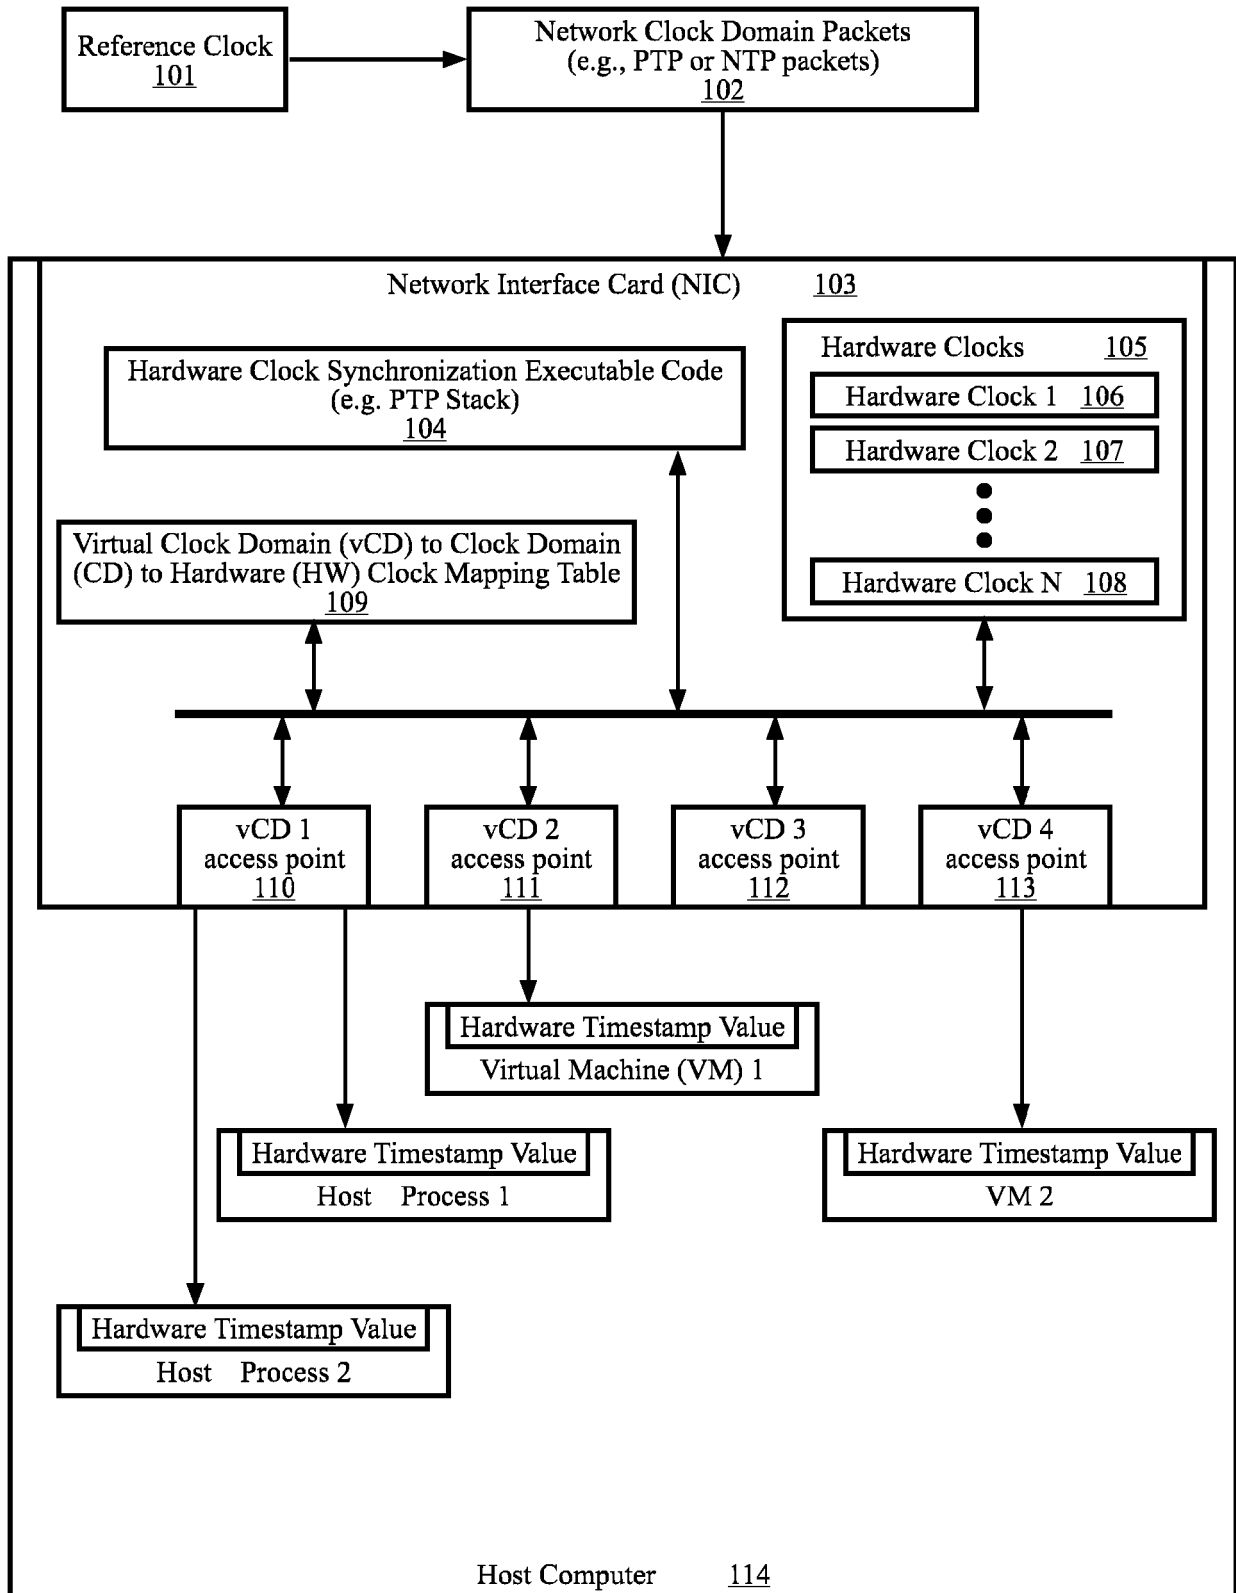 Reference Clock
101
Network Clock Domain Packets
(e.g., PTP or NTP packets)
102
Network Interface Card (NIC) 103
Hardware Clock Synchronization Executable Code
(e.g. PTP Stack)
104
Hardware Clocks 105
Hardware Clock 1 106
Hardware Clock 2 107
Hardware Clock N 108
Virtual Clock Domain (vCD) to Clock Domain
(CD) to Hardware (HW) Clock Mapping Table
109
vCD 1
access point
110
vCD 2
access point
111
vCD 3
access point
112
vCD 4
access point
113
Hardware Timestamp Value
Virtual Machine (VM) 1
Hardware Timestamp Value
Host Process 1
Hardware Timestamp Value
VM 2
Hardware Timestamp Value
Host Process 2
Host Computer 114